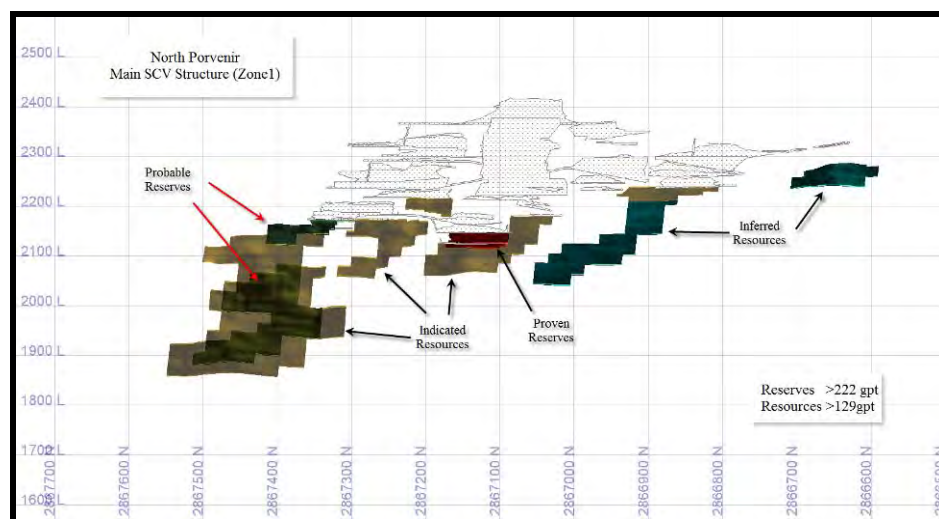 2500 L
North Porvenir
Main SCV Structure (Zone1)
2400 L
2300 L
Probable
Reserves
2200 L
Inferred
Resources
2100 L
2000 L
Indicated
Resources
Proven
Reserves
1900 L
Reserves >222 gpt
Resources >129gpt
1800 L
1700 L
1600 L
2867700 N
2867600 N
2867500 N
2867400 N
2867300 N
2867200 N
2867100 N
2867000 N
2866900 N
2866800 N
2866700 N
2866600 N